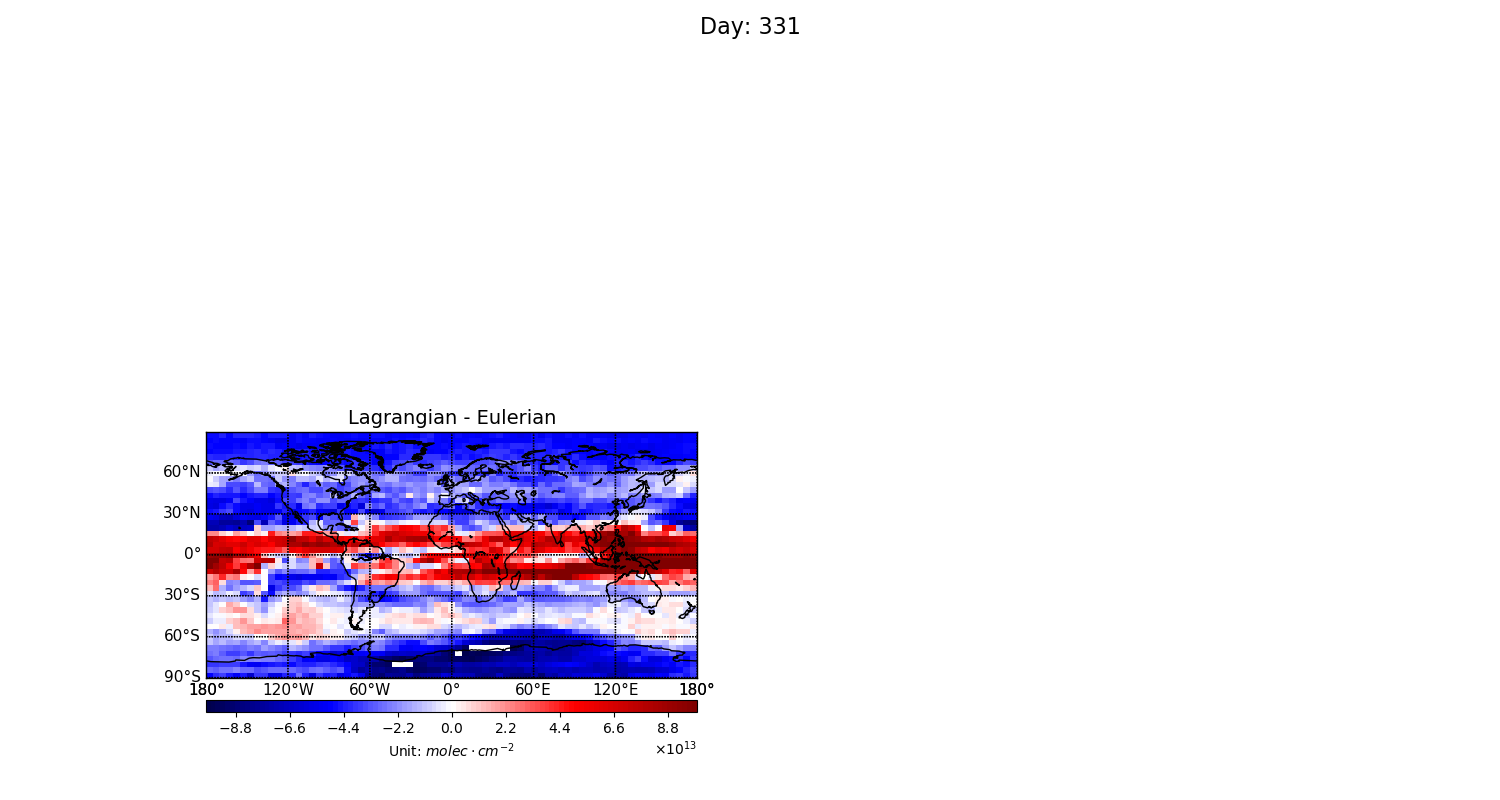 Day: 331
Lagrangian - Eulerian
60°N
30°N
0°
30°S
60°S
90°S
180° 120°W 60°W 0° 60°E 120°E 180°
−8.8 −6.6 −4.4 −2.2 0.0 2.2 4.4 6.6 8.8
Unit: molec · cm⁻² ×10¹³